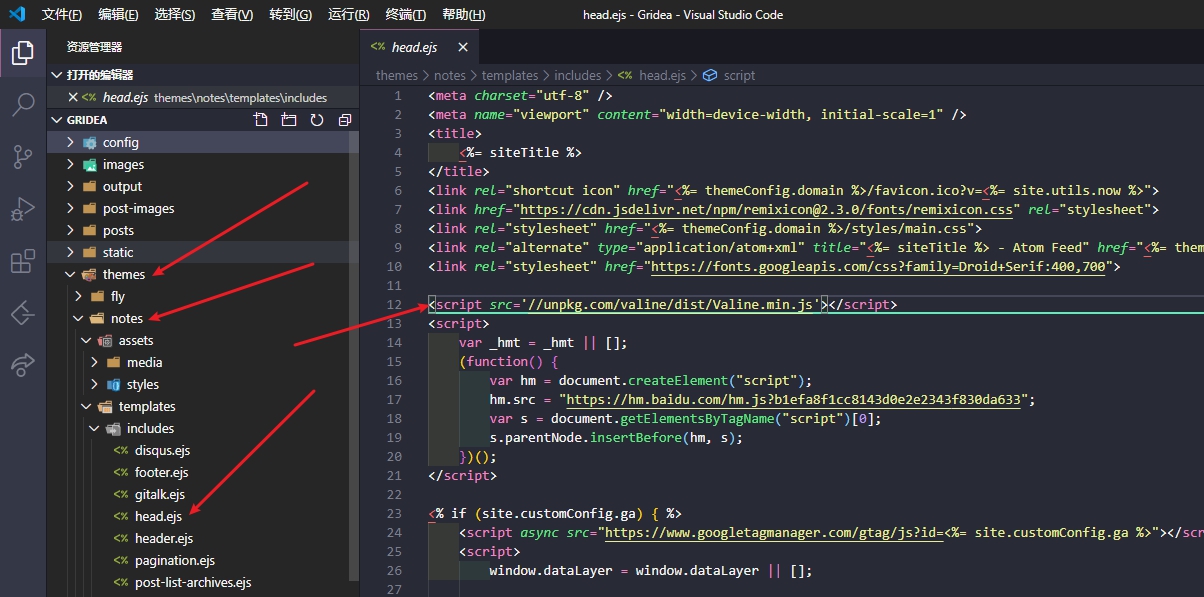 文件(F) 编辑(E) 选择(S) 查看(V) 转到(G) 运行(R) 终端(T) 帮助(H) head.ejs - Gridea - Visual Studio Code
资源管理器
打开的编辑器
head.ejs themes\notes\templates\includes
GRIDEA
config
images
output
post-images
posts
static
themes
fly
notes
assets
media
styles
templates
includes
disqus.ejs
footer.ejs
gitalk.ejs
head.ejs
header.ejs
pagination.ejs
post-list-archives.ejs
<% head.ejs
themes > notes > templates > includes > <% head.ejs > script
1 <meta charset="utf-8" />
2 <meta name="viewport" content="width=device-width, initial-scale=1" />
3 <title>
4 <%= siteTitle %>
5 </title>
6 <link rel="shortcut icon" href="<%= themeConfig.domain %>/favicon.ico?v=<%= site.utils.now %>">
7 <link href="https://cdn.jsdelivr.net/npm/remixicon@2.3.0/fonts/remixicon.css" rel="stylesheet">
8 <link rel="stylesheet" href="<%= themeConfig.domain %>/styles/main.css">
9 <link rel="alternate" type="application/atom+xml" title="<%= siteTitle %> - Atom Feed" href="<%= them
10 <link rel="stylesheet" href="https://fonts.googleapis.com/css?family=Droid+Serif:400,700">
11
12 <script src='//unpkg.com/valine/dist/Valine.min.js'></script>
13 <script>
14 var _hmt = _hmt || [];
15 (function() {
16 var hm = document.createElement("script");
17 hm.src = "https://hm.baidu.com/hm.js?b1efa8f1cc8143d0e2e2343f830da633";
18 var s = document.getElementsByTagName("script")[0];
19 s.parentNode.insertBefore(hm, s);
20 })();
21 </script>
22
23 <% if (site.customConfig.ga) { %>
24 <script async src="https://www.googletagmanager.com/gtag/js?id=<%= site.customConfig.ga %>"></scr
25 <script>
26 window.dataLayer = window.dataLayer || [];
27